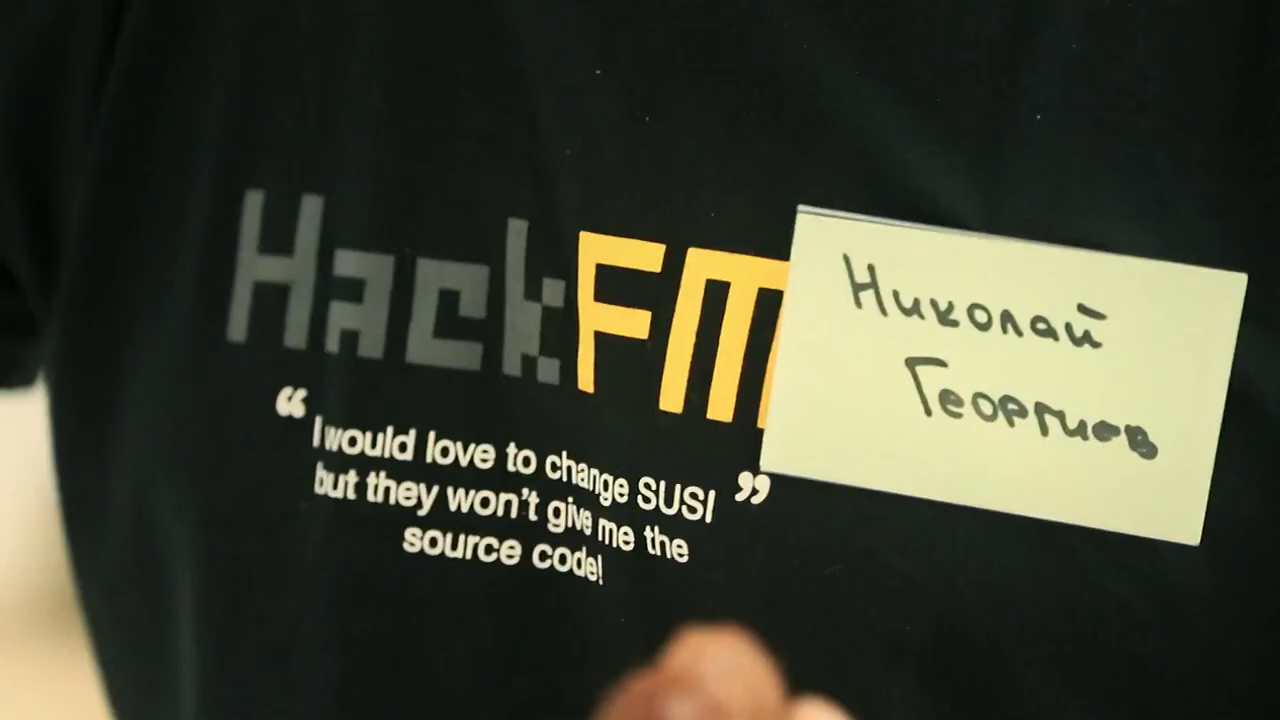 HackFM
Николай
Георгиев
“I would love to change SUSI
but they won't give me the
source code!”